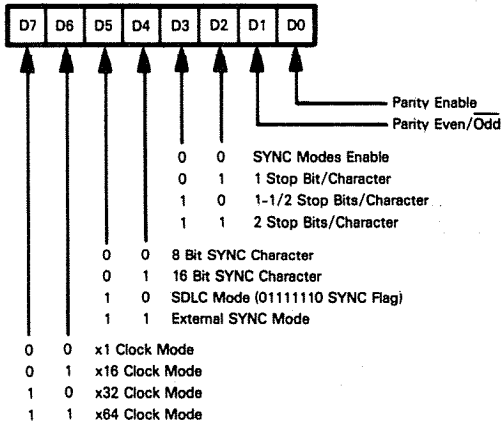 D7 D6 D5 D4 D3 D2 D1 D0
Parity Enable
Parity Even/Odd
0 0 SYNC Modes Enable
0 1 1 Stop Bit/Character
1 0 1-1/2 Stop Bits/Character
1 1 2 Stop Bits/Character
0 0 8 Bit SYNC Character
0 1 16 Bit SYNC Character
1 0 SDLC Mode (01111110 SYNC Flag)
1 1 External SYNC Mode
0 0 x1 Clock Mode
0 1 x16 Clock Mode
1 0 x32 Clock Mode
1 1 x64 Clock Mode